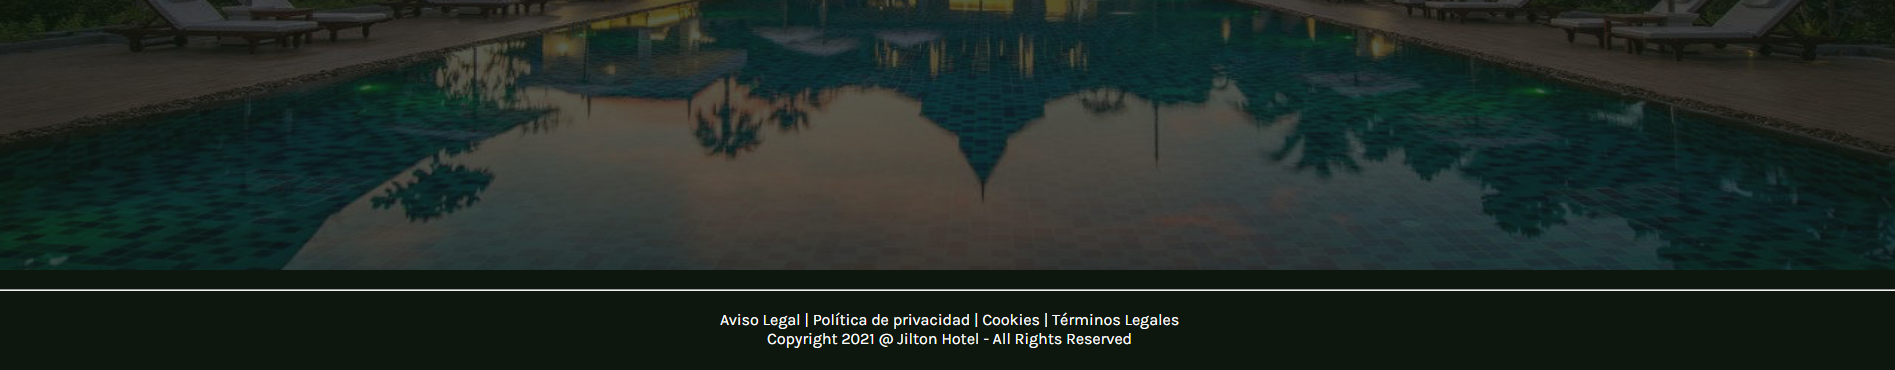 Aviso Legal | Política de privacidad | Cookies | Términos Legales
Copyright 2021 @ Jilton Hotel - All Rights Reserved